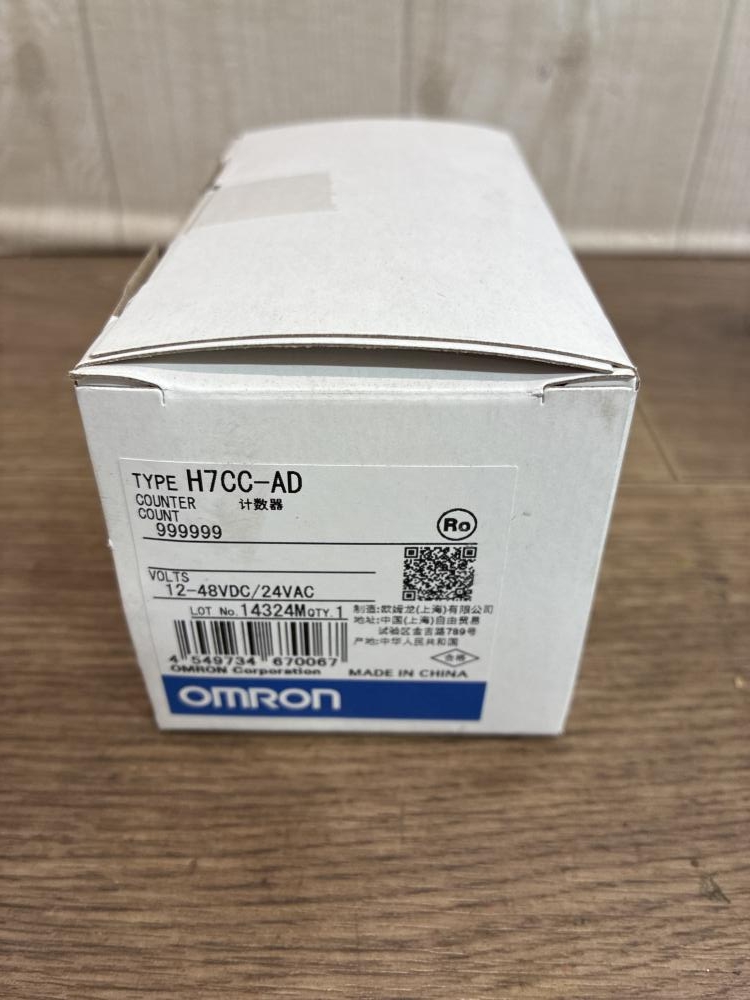 TYPE H7CC-AD
COUNTER 计数器
COUNT
999999
Ro
VOLTS
12-48VDC/24VAC
LOT No. 14324M QTY. 1
制造:欧姆龙(上海)有限公司
地址:中国(上海)自由贸易
试验区金吉路789号
产地:中华人民共和国
4 549734 670067
合格
OMRON Corporation
MADE IN CHINA
OMRON